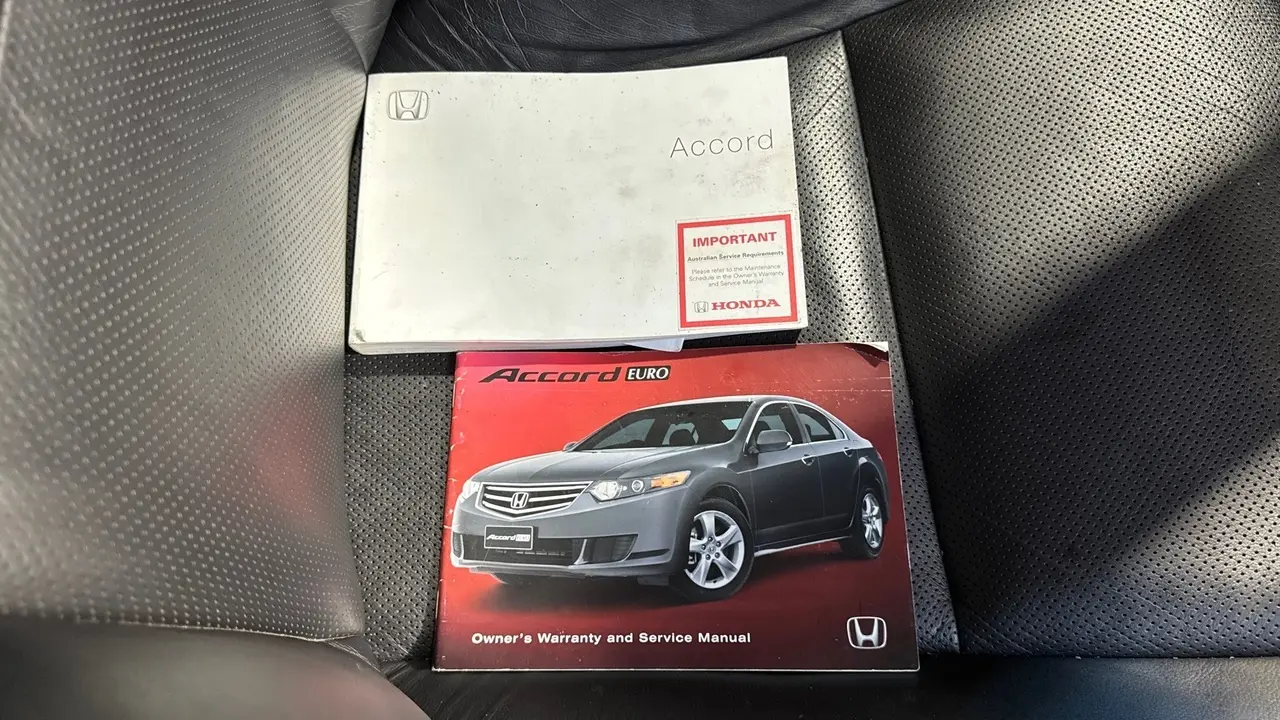 Accord
IMPORTANT
Australian Service Requirements
Please refer to the Maintenance
Schedule in the Owner's Warranty
and Service Manual
HONDA
Accord EURO
Accord EURO
Owner's Warranty and Service Manual